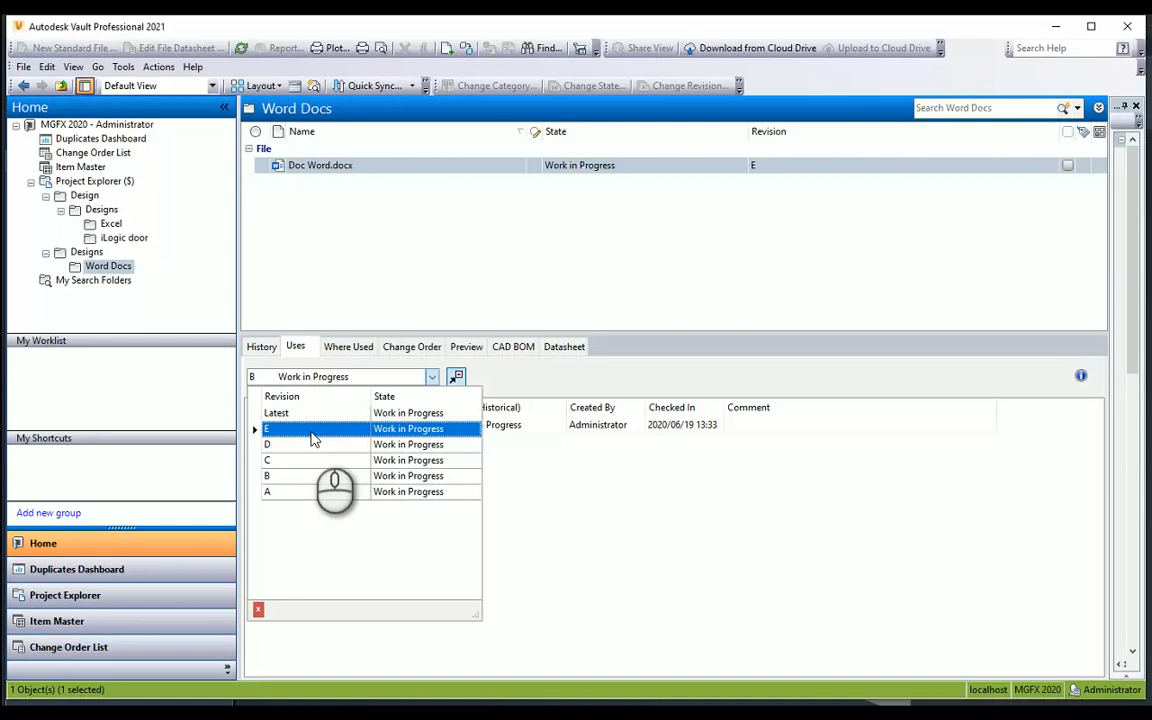 Autodesk Vault Professional 2021
New Standard File... Edit File Datasheet... Report... Plot... Find... Share View Download from Cloud Drive Upload to Cloud Drive Search Help
File Edit View Go Tools Actions Help
Default View Layout Quick Sync... Change Category... Change State... Change Revision...
Home
Word Docs
Search Word Docs
MGFX 2020 - Administrator
Duplicates Dashboard
Change Order List
Item Master
Project Explorer ($)
Design
Designs
Excel
iLogic door
Designs
Word Docs
My Search Folders
Name State Revision
File
Doc Word.docx Work in Progress E
My Worklist
My Shortcuts
Add new group
Home
Duplicates Dashboard
Project Explorer
Item Master
Change Order List
History Uses Where Used Change Order Preview CAD BOM Datasheet
B Work in Progress
Revision State
Latest Work in Progress
E Work in Progress
D Work in Progress
C Work in Progress
B Work in Progress
A Work in Progress
Historical) Created By Checked In Comment
Progress Administrator 2020/06/19 13:33
1 Object(s) (1 selected)
localhost MGFX 2020 Administrator